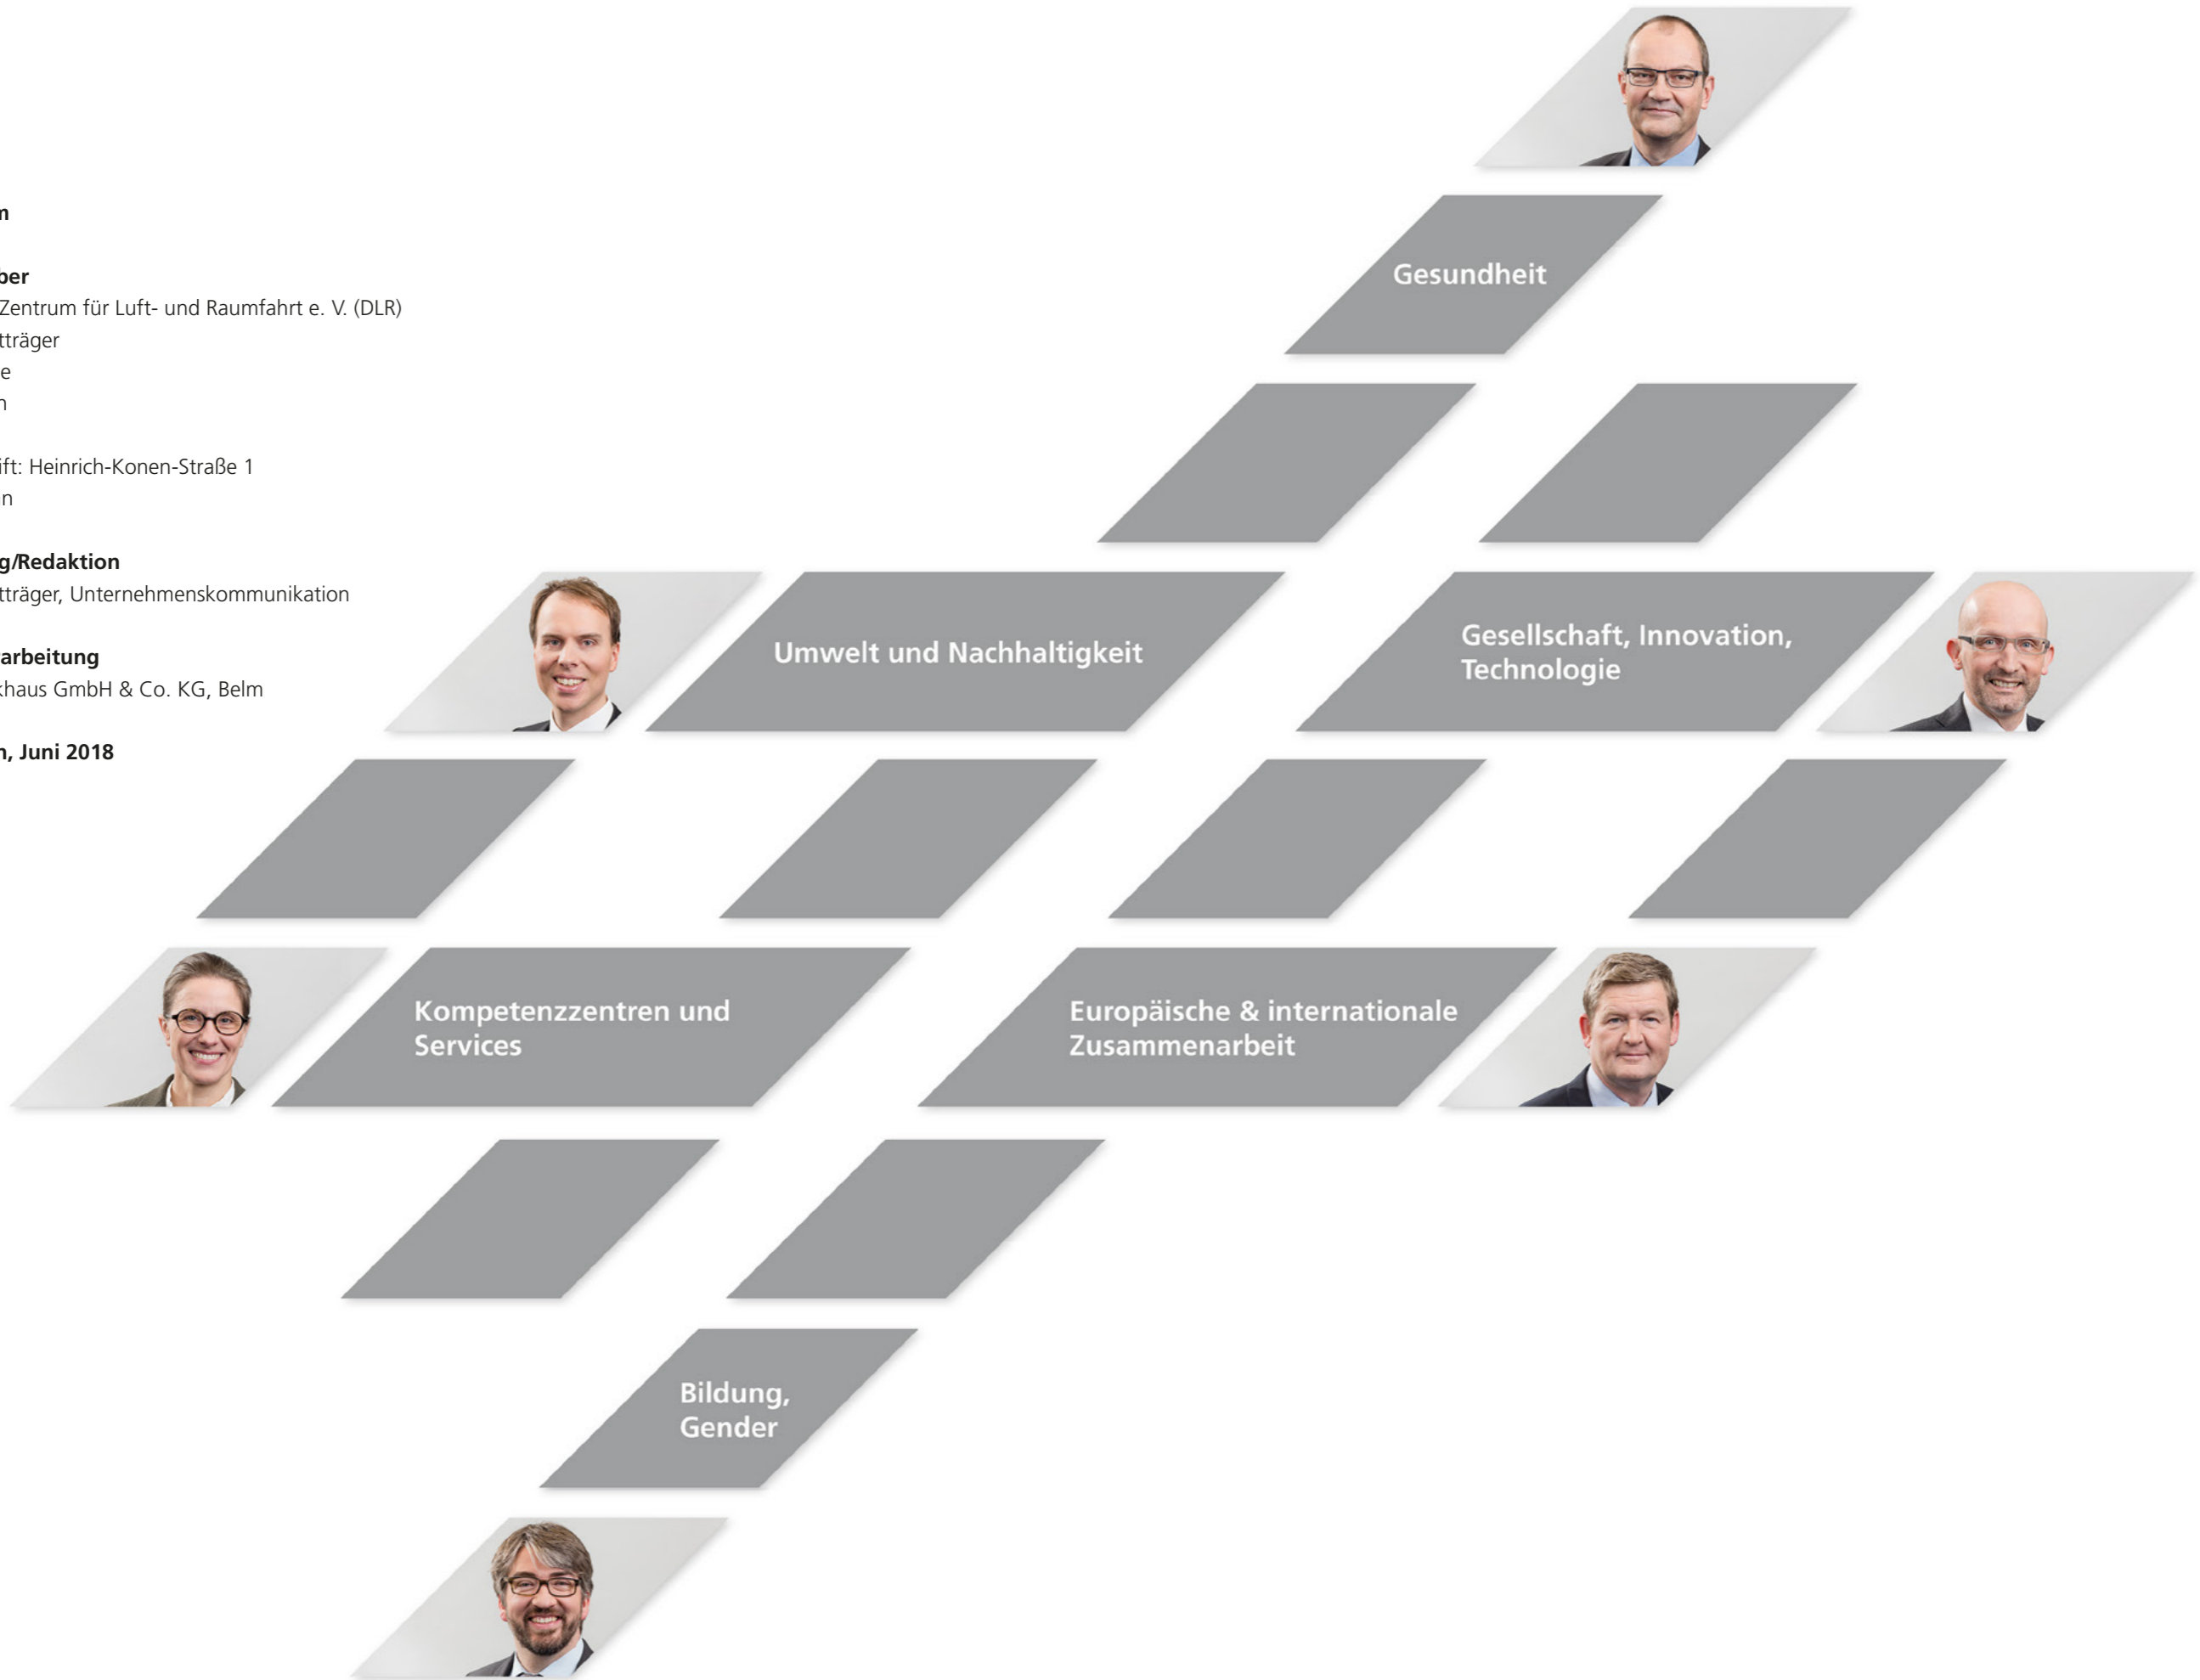 m
ber
Zentrum für Luft- und Raumfahrt e. V. (DLR)
tträger
e
n
ift: Heinrich-Konen-Straße 1
n
g/Redaktion
tträger, Unternehmenskommunikation
arbeitung
khaus GmbH & Co. KG, Belm
n, Juni 2018
Gesundheit
Umwelt und Nachhaltigkeit
Gesellschaft, Innovation,
Technologie
Kompetenzzentren und
Services
Europäische & internationale
Zusammenarbeit
Bildung,
Gender